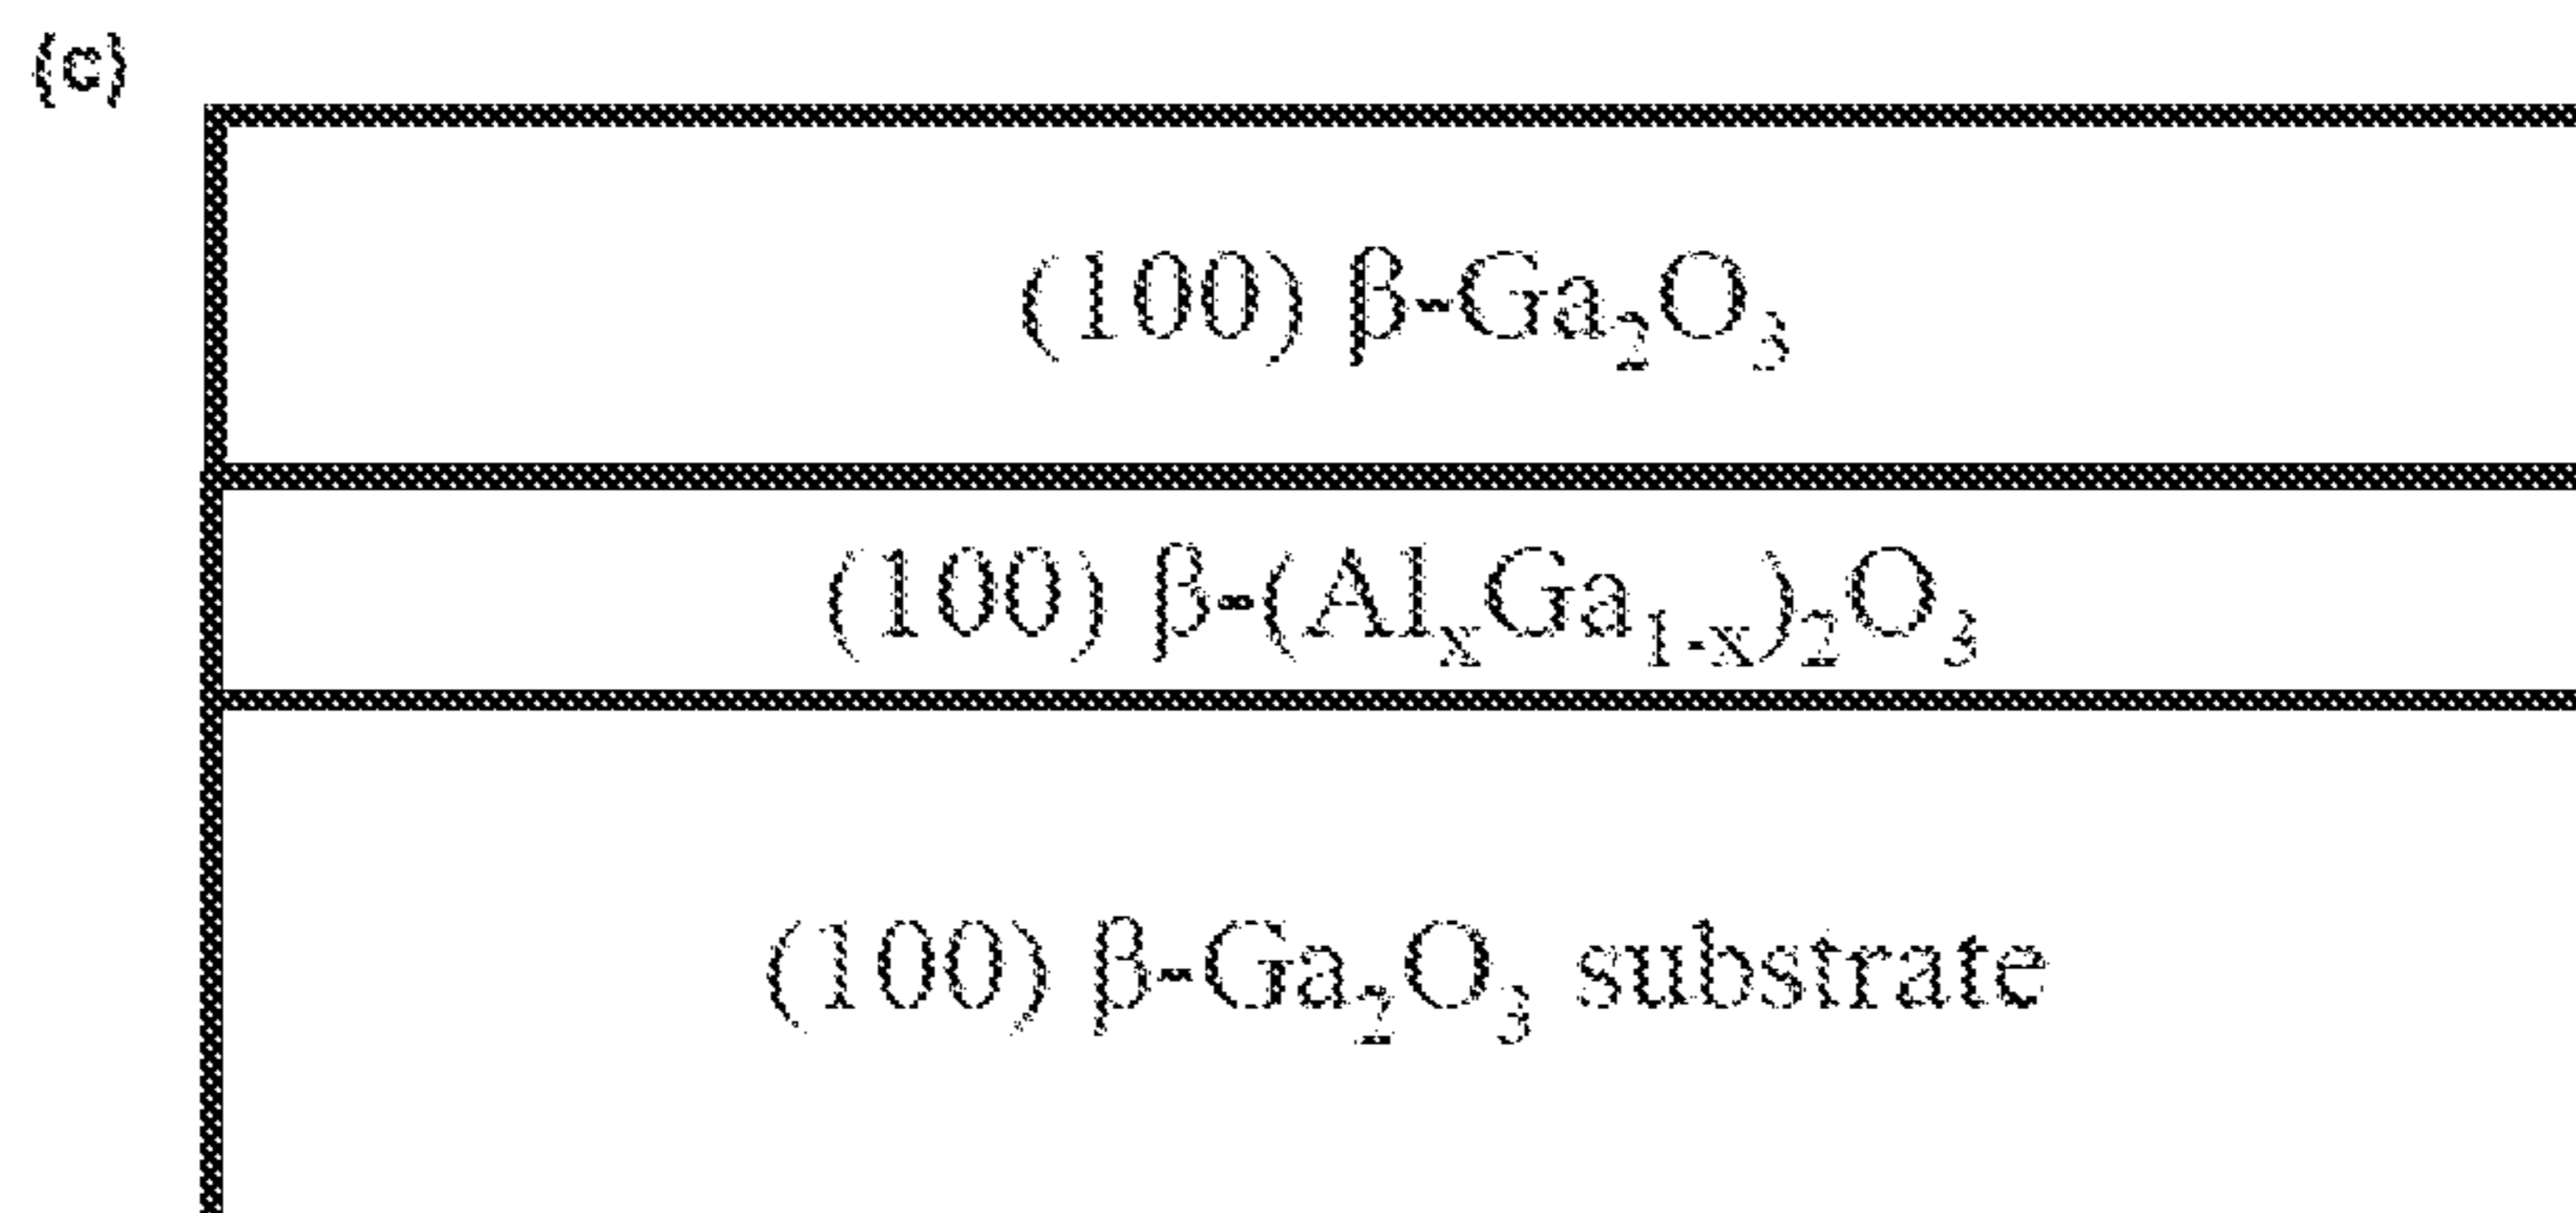 (c)
(100) β-Ga₂O₃
(100) β-(AlₓGa₁₋ₓ)₂O₃
(100) β-Ga₂O₃ substrate